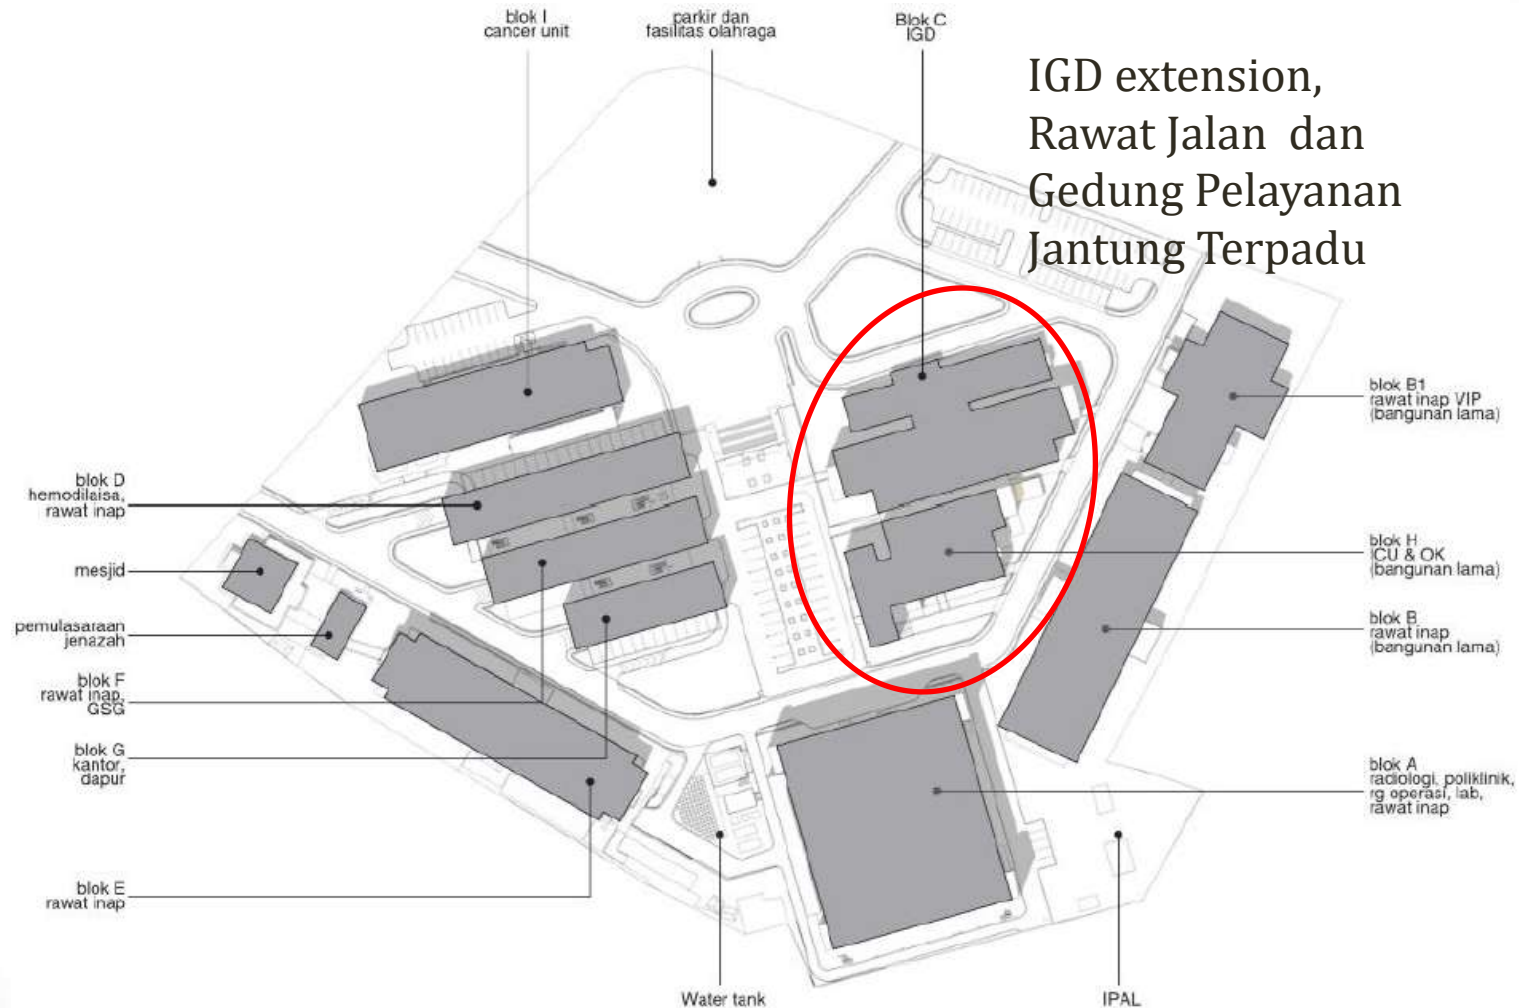 blok I
cancer unit
parkir dan
fasilitas olahraga
Blok C
IGD
IGD extension,
Rawat Jalan dan
Gedung Pelayanan
Jantung Terpadu
blok B1
rawat inap VIP
(bangunan lama)
blok D
hemodilaisa,
rawat inap
blok H
ICU & OK
(bangunan lama)
mesjid
pemulasaraan
jenazah
blok B
rawat inap
(bangunan lama)
blok F
rawat inap,
GSG
blok G
kantor,
dapur
blok A
radiologi, poliklinik,
rg operasi, lab,
rawat inap
blok E
rawat inap
Water tank
IPAL